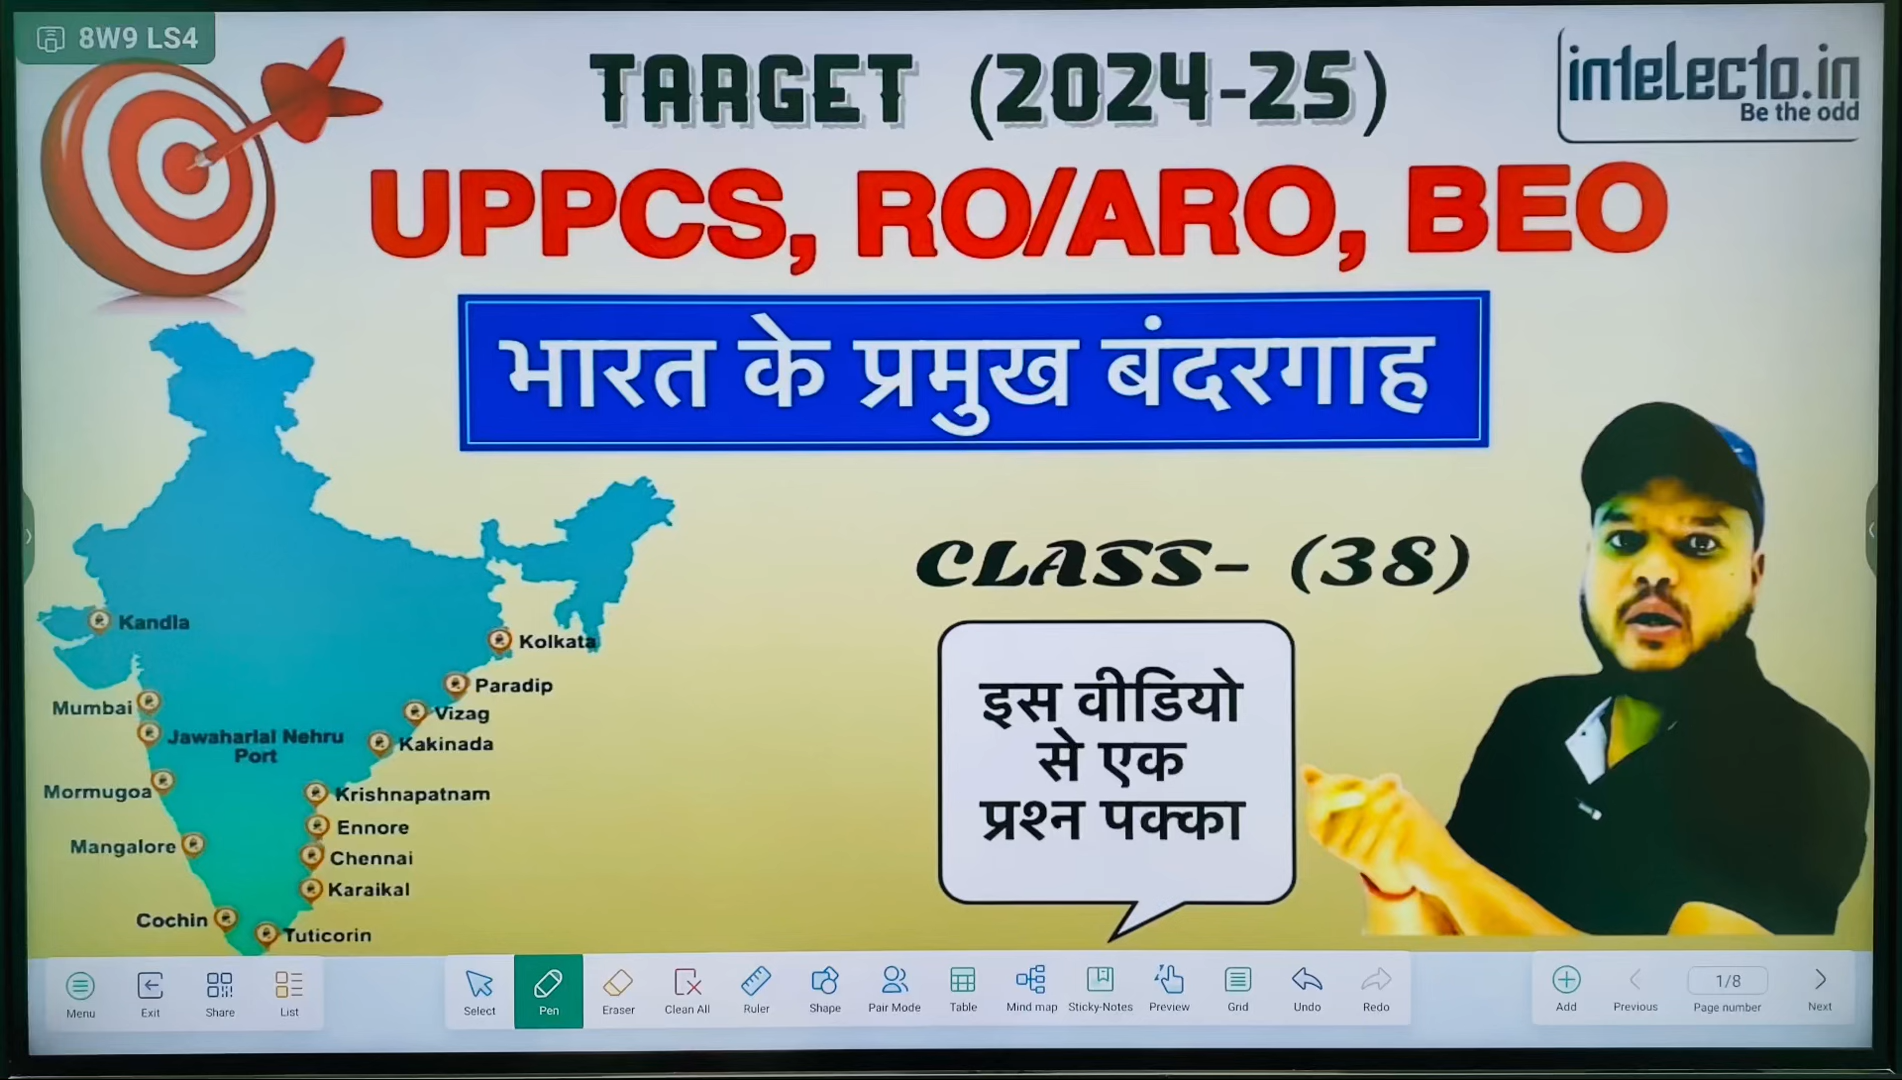 8W9 LS4
TARGET (2024-25)
intelecto.in
Be the odd
UPPCS, RO/ARO, BEO
भारत के प्रमुख बंदरगाह
CLASS- (38)
इस वीडियो
से एक
प्रश्न पक्का
Kandla
Kolkata
Paradip
Mumbai
Vizag
Jawaharlal Nehru
Port
Kakinada
Mormugoa
Krishnapatnam
Ennore
Mangalore
Chennai
Karaikal
Cochin
Tuticorin
Menu
Exit
Share
List
Select
Pen
Eraser
Clean All
Ruler
Shape
Pair Mode
Table
Mind map
Sticky-Notes
Preview
Grid
Undo
Redo
Add
Previous
1/8
Page number
Next